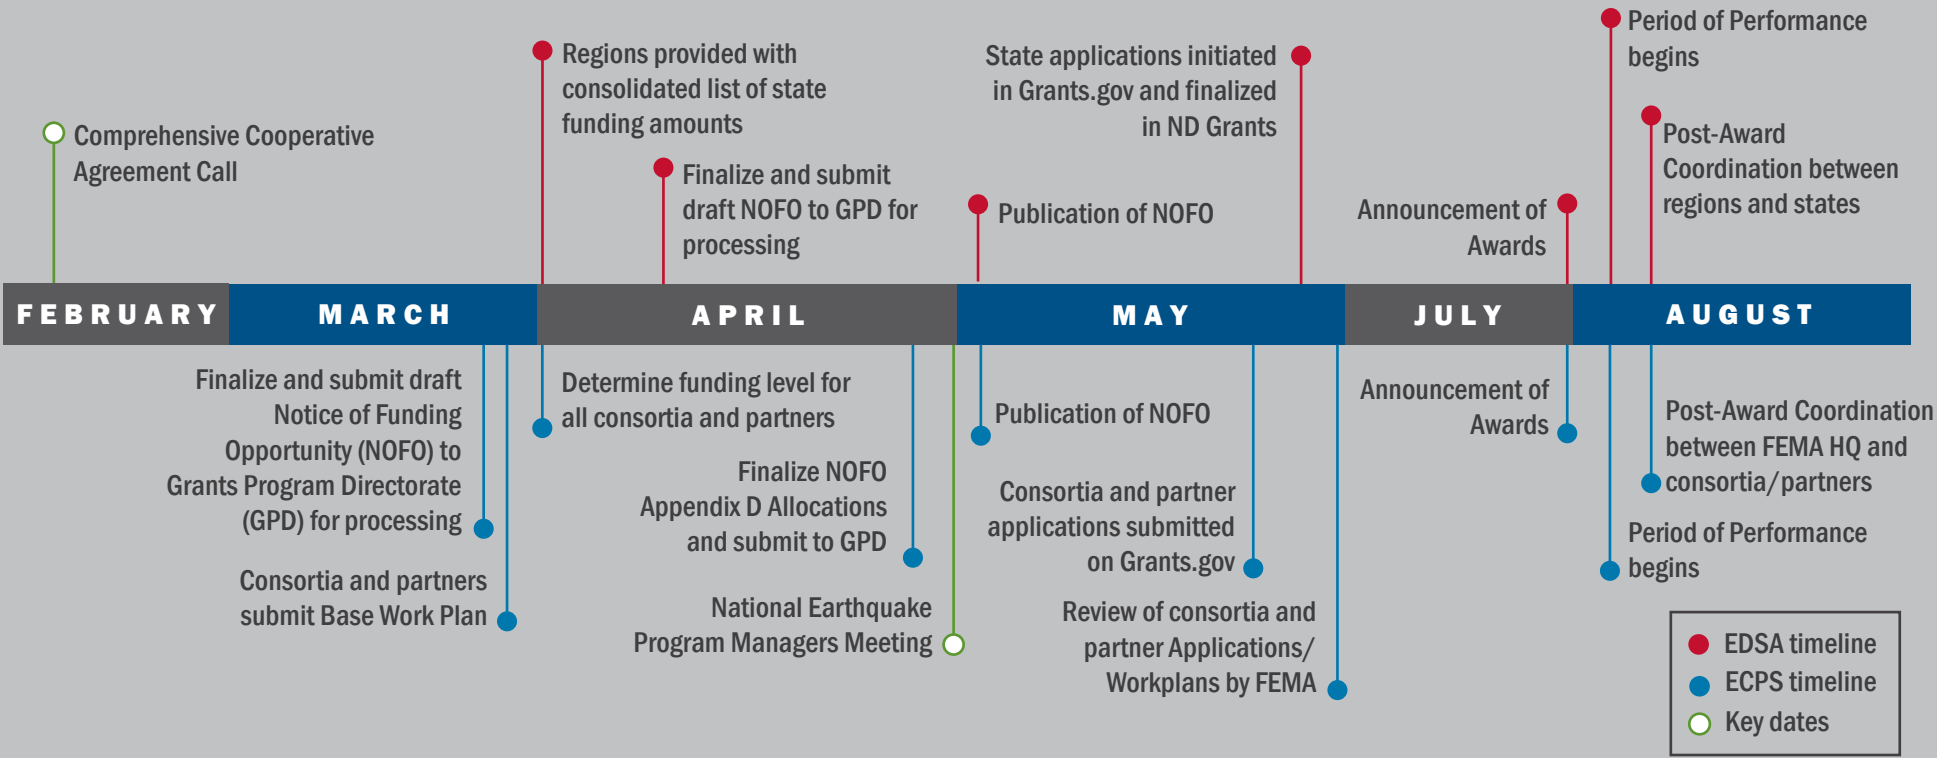 Comprehensive Cooperative
Agreement Call
Regions provided with
consolidated list of state
funding amounts
Finalize and submit
draft NOFO to GPD for
processing
Publication of NOFO
State applications initiated
in Grants.gov and finalized
in ND Grants
Announcement of
Awards
Period of Performance
begins
Post-Award
Coordination between
regions and states
FEBRUARY
MARCH
APRIL
MAY
JULY
AUGUST
Finalize and submit draft
Notice of Funding
Opportunity (NOFO) to
Grants Program Directorate
(GPD) for processing
Consortia and partners
submit Base Work Plan
Determine funding level for
all consortia and partners
Finalize NOFO
Appendix D Allocations
and submit to GPD
National Earthquake
Program Managers Meeting
Publication of NOFO
Consortia and partner
applications submitted
on Grants.gov
Review of consortia and
partner Applications/
Workplans by FEMA
Announcement of
Awards
Post-Award Coordination
between FEMA HQ and
consortia/partners
Period of Performance
begins
EDSA timeline
ECPS timeline
Key dates